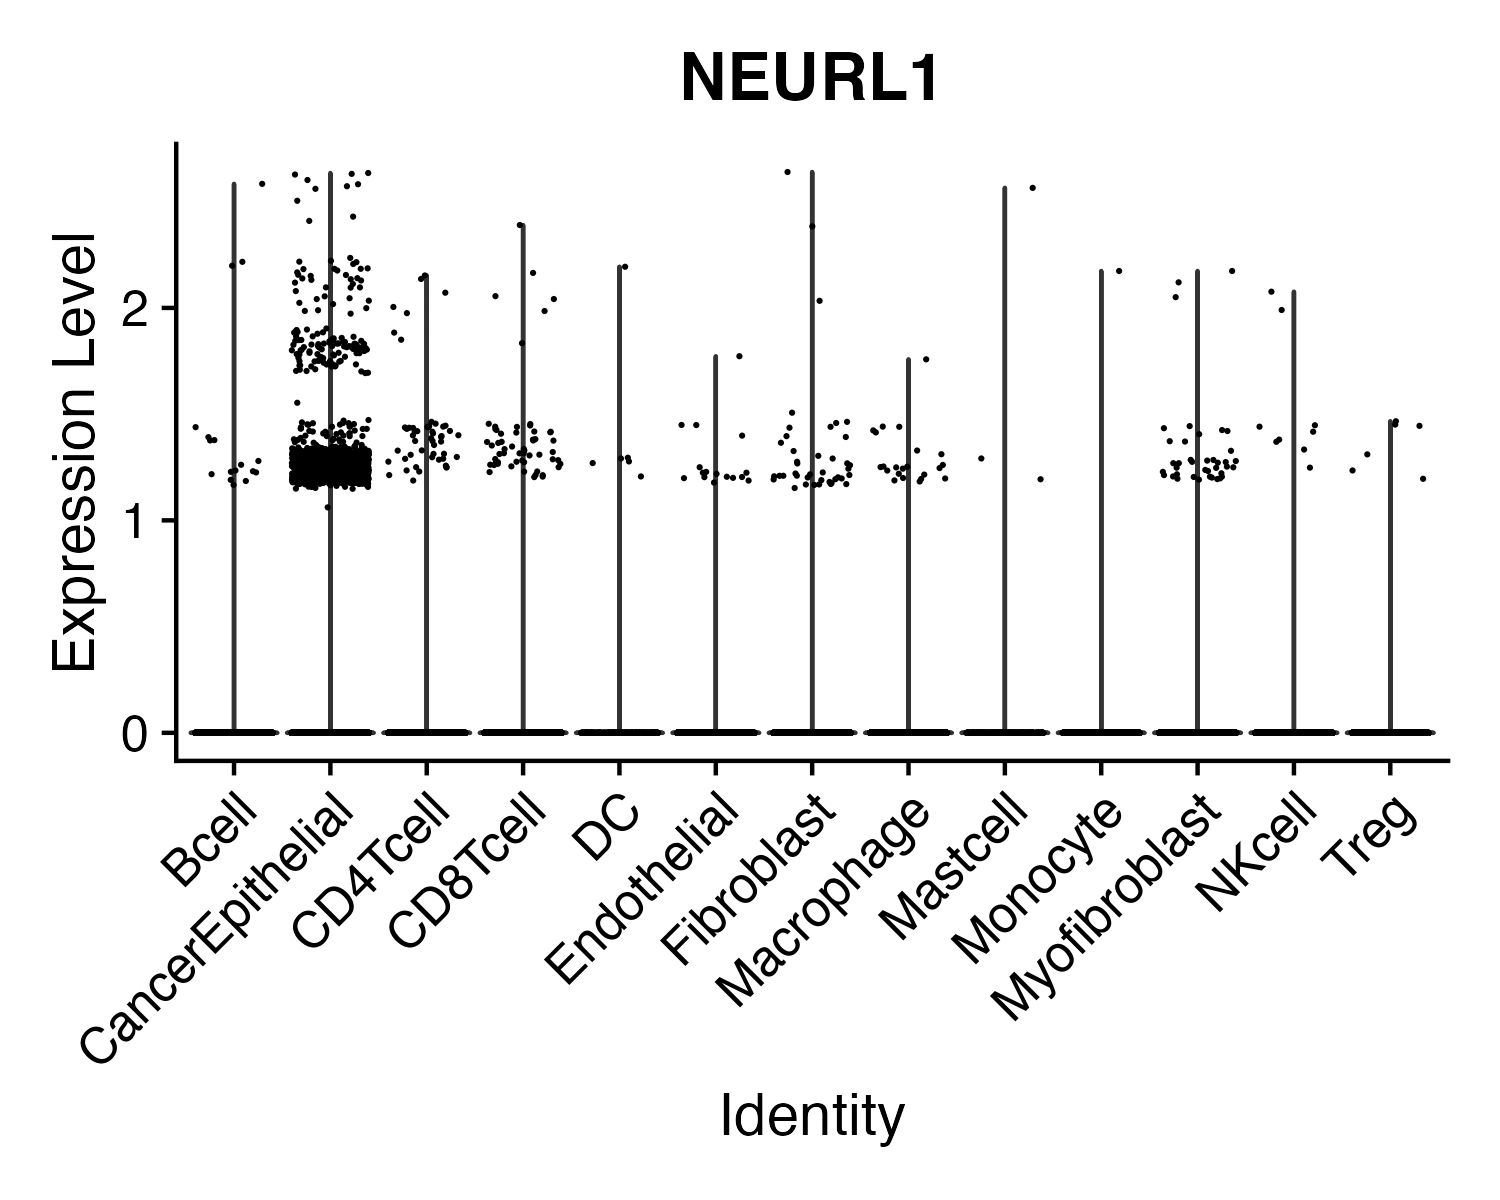 NEURL1
Expression Level
2
1
0
Bcell
CancerEpithelial
CD4Tcell
CD8Tcell
DC
Endothelial
Fibroblast
Macrophage
Mastcell
Monocyte
Myofibroblast
NKcell
Treg
Identity